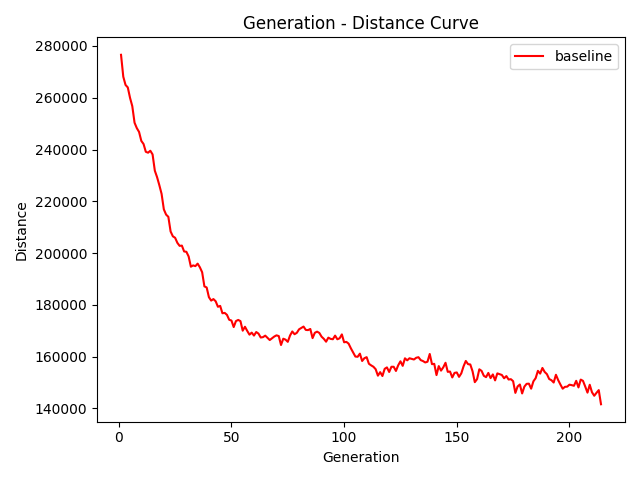 Generation - Distance Curve
baseline
280000
260000
240000
220000
200000
180000
160000
140000
Distance
0 50 100 150 200
Generation